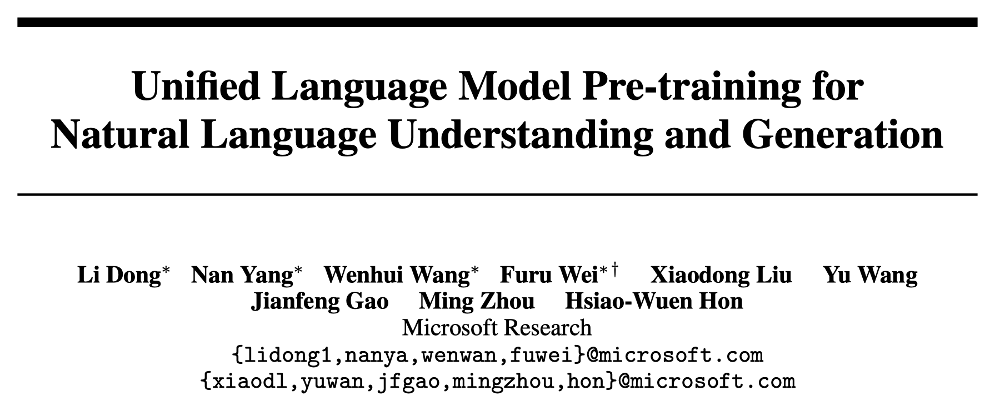 Unified Language Model Pre-training for
Natural Language Understanding and Generation
Li Dong* Nan Yang* Wenhui Wang* Furu Wei*† Xiaodong Liu Yu Wang
Jianfeng Gao Ming Zhou Hsiao-Wuen Hon
Microsoft Research
{lidong1,nanya,wenwan,fuwei}@microsoft.com
{xiaodl,yuwan,jfgao,mingzhou,hon}@microsoft.com